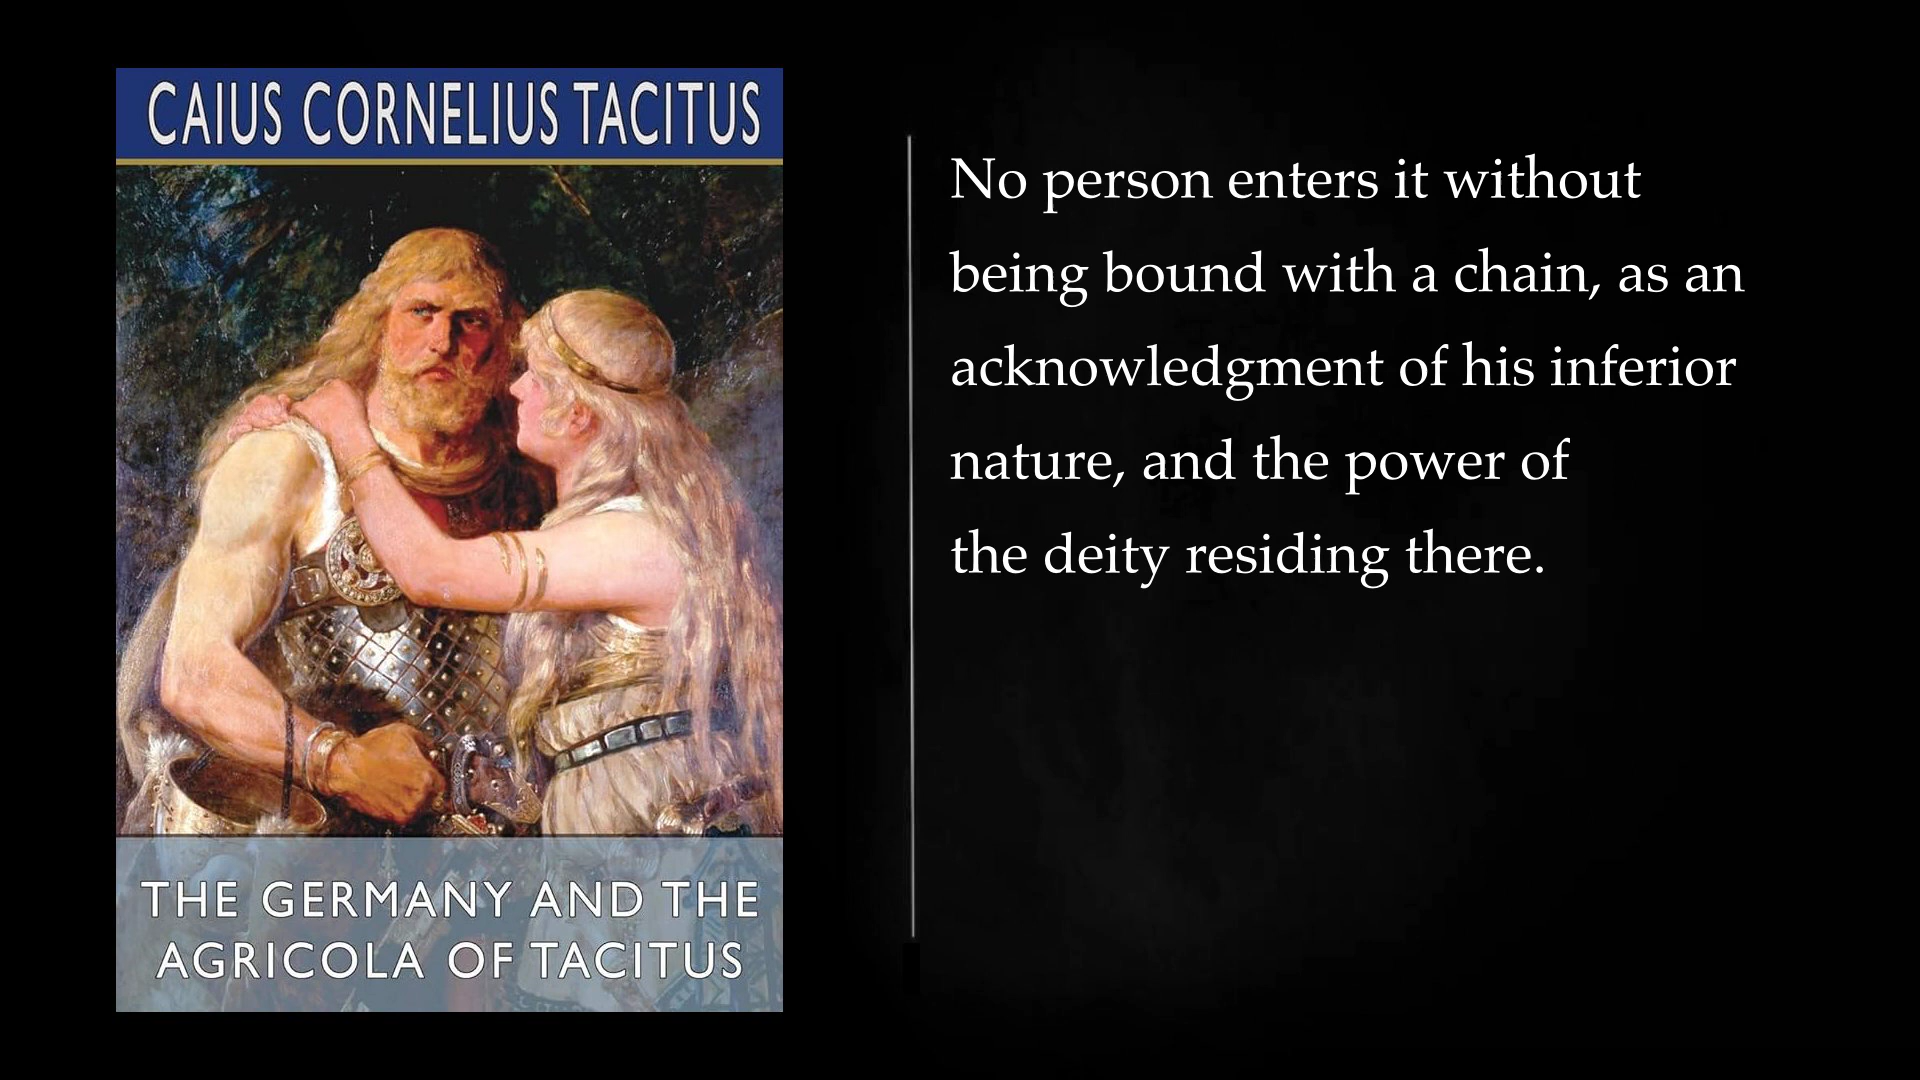 CAIUS CORNELIUS TACITUS
THE GERMANY AND THE
AGRICOLA OF TACITUS
No person enters it without
being bound with a chain, as an
acknowledgment of his inferior
nature, and the power of
the deity residing there.